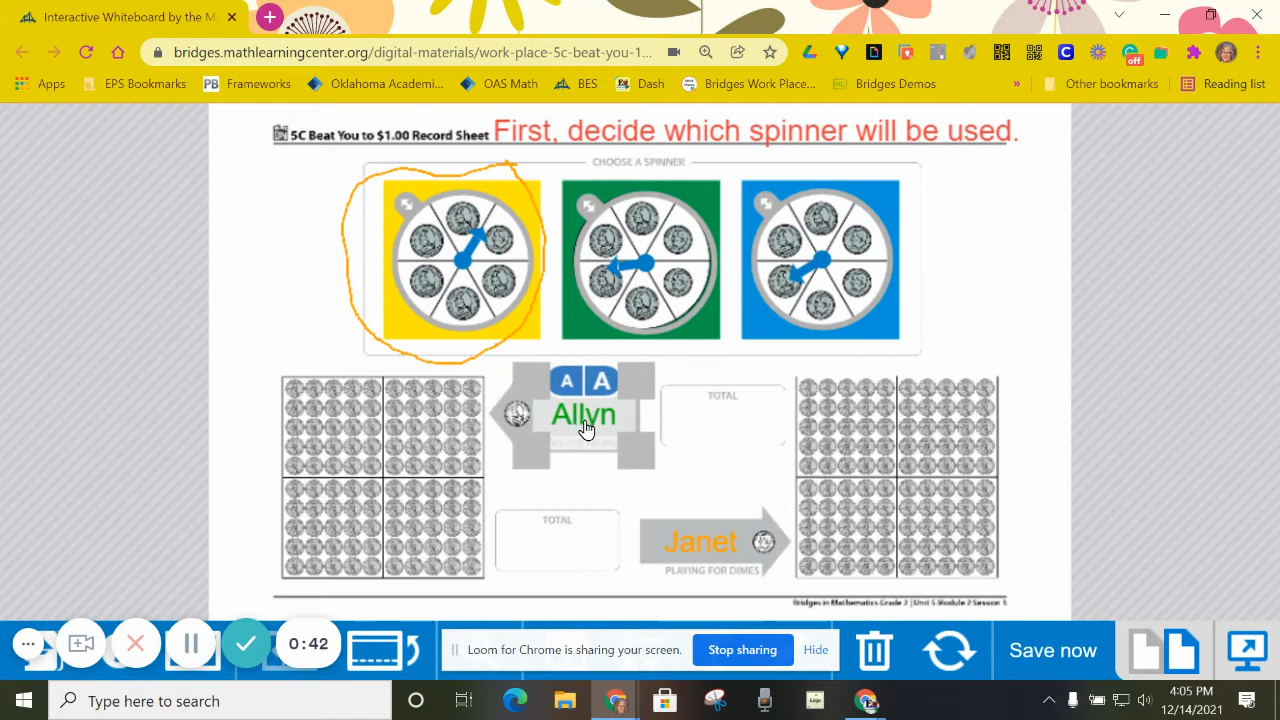 Interactive Whiteboard by the M
bridges.mathlearningcenter.org/digital-materials/work-place-5c-beat-you-1...
off
Apps
EPS Bookmarks
PB Frameworks
Oklahoma Academi...
OAS Math
BES
Dash
Bridges Work Place...
Bridges Demos
»
Other bookmarks
Reading list
5C Beat You to $1.00 Record Sheet First, decide which spinner will be used.
CHOOSE A SPINNER
A A
Allyn
TOTAL
TOTAL
Janet
PLAYING FOR DIMES
Bridges in Mathematics Grade 2 | Unit 5 Module 2 Session 3
0:42
Loom for Chrome is sharing your screen.
Stop sharing
Hide
Save now
Type here to search
Edge
4:05 PM
12/14/2021